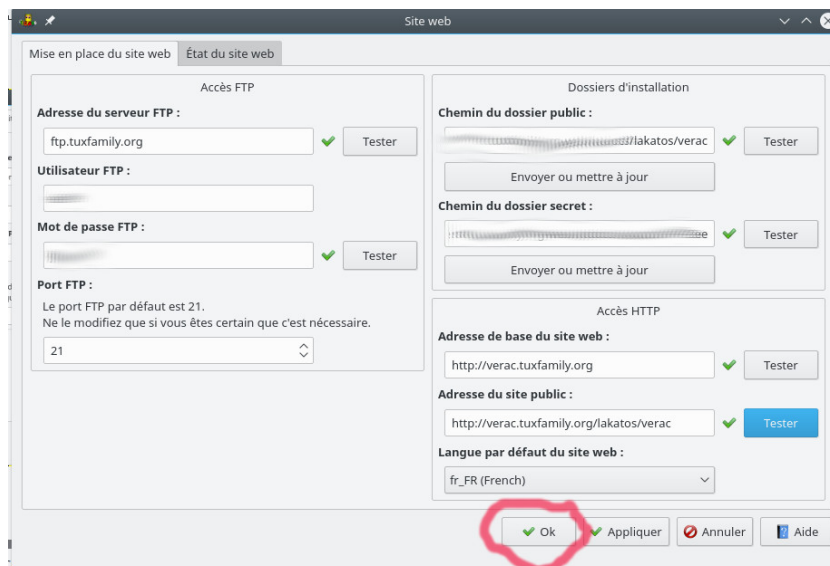 Site web
Mise en place du site web
État du site web
Accès FTP
Adresse du serveur FTP :
ftp.tuxfamily.org
Tester
Utilisateur FTP :
Mot de passe FTP :
Tester
Port FTP :
Le port FTP par défaut est 21.
Ne le modifiez que si vous êtes certain que c'est nécessaire.
21
Dossiers d'installation
Chemin du dossier public :
/lakatos/verac
Tester
Envoyer ou mettre à jour
Chemin du dossier secret :
Tester
Envoyer ou mettre à jour
Accès HTTP
Adresse de base du site web :
http://verac.tuxfamily.org
Tester
Adresse du site public :
http://verac.tuxfamily.org/lakatos/verac
Tester
Langue par défaut du site web :
fr_FR (French)
Ok
Appliquer
Annuler
Aide